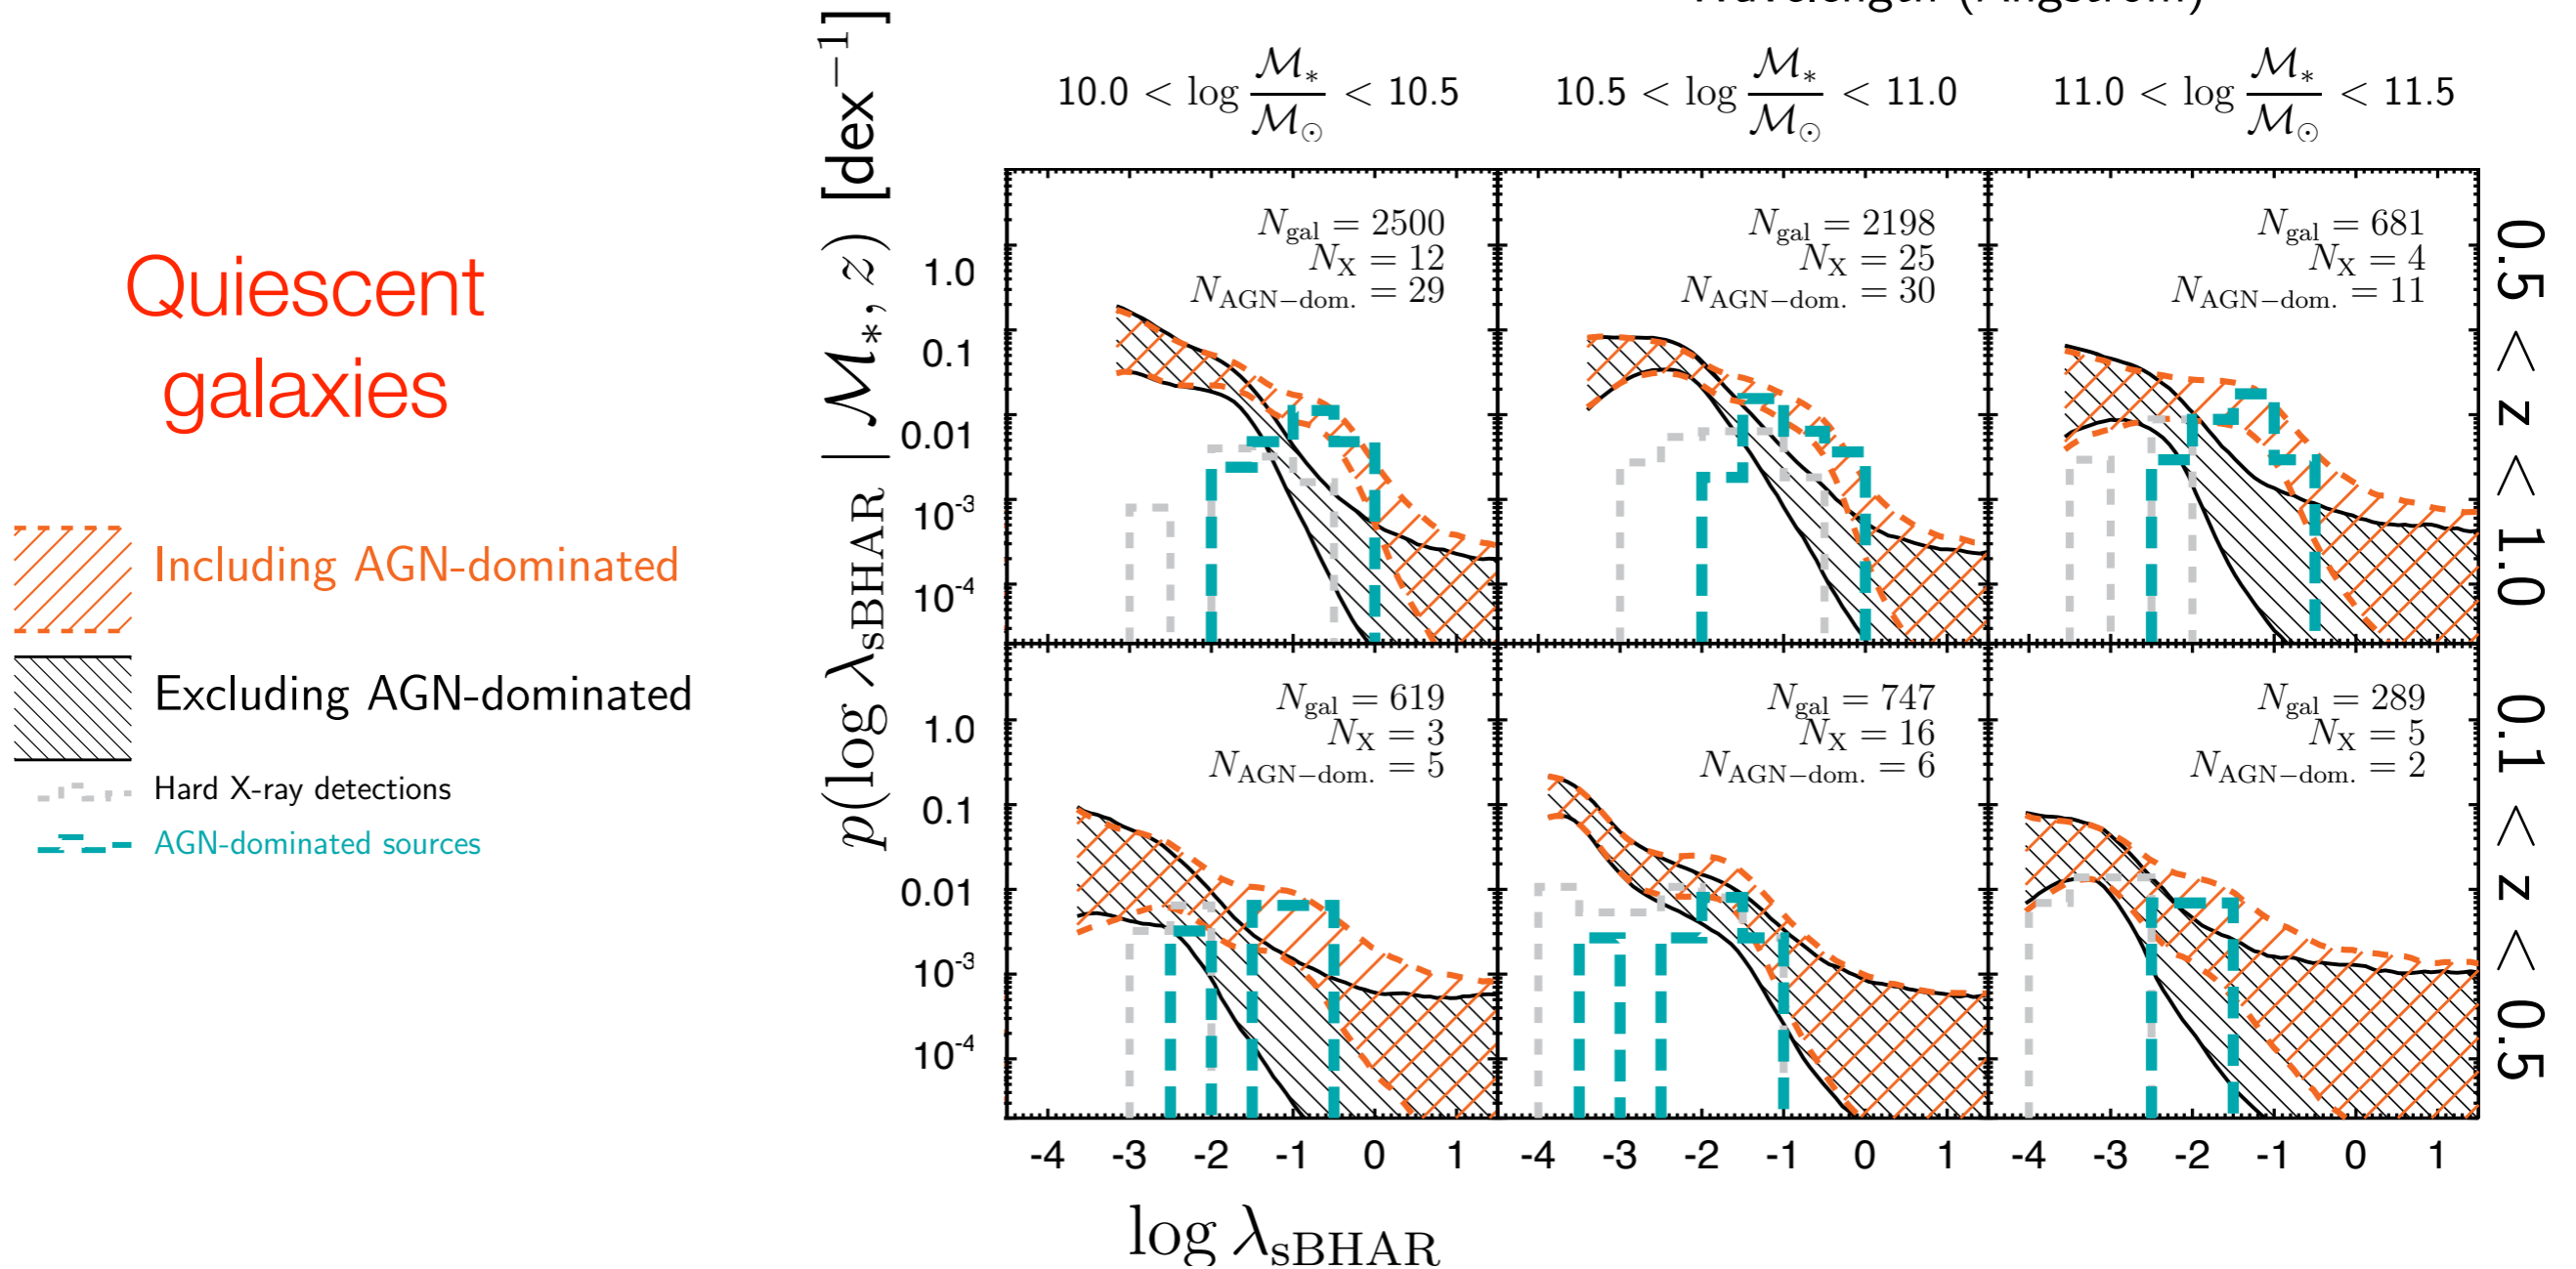 Wavelength (Angstrom)
10.0 < log M∗/M⊙ < 10.5
10.5 < log M∗/M⊙ < 11.0
11.0 < log M∗/M⊙ < 11.5
p(log λsBHAR | M∗, z) [dex−1]
Quiescent
galaxies
Including AGN-dominated
Excluding AGN-dominated
Hard X-ray detections
AGN-dominated sources
1.0
0.1
0.01
10-3
10-4
Ngal = 2500
NX = 12
NAGN−dom. = 29
Ngal = 2198
NX = 25
NAGN−dom. = 30
Ngal = 681
NX = 4
NAGN−dom. = 11
0.5 < z < 1.0
1.0
0.1
0.01
10-3
10-4
Ngal = 619
NX = 3
NAGN−dom. = 5
Ngal = 747
NX = 16
NAGN−dom. = 6
Ngal = 289
NX = 5
NAGN−dom. = 2
0.1 < z < 0.5
-4 -3 -2 -1 0 1 -4 -3 -2 -1 0 1 -4 -3 -2 -1 0 1
log λsBHAR